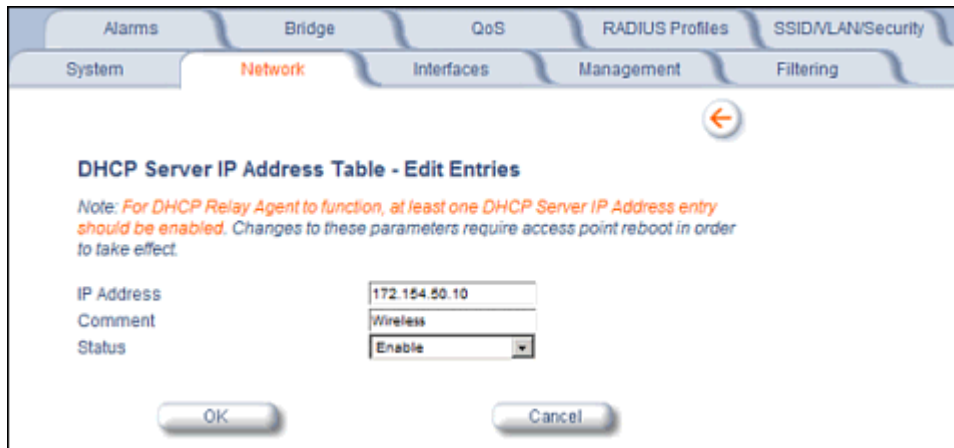 Alarms Bridge QoS RADIUS Profiles SSID/VLAN/Security
System Network Interfaces Management Filtering
DHCP Server IP Address Table - Edit Entries
Note: For DHCP Relay Agent to function, at least one DHCP Server IP Address entry
should be enabled. Changes to these parameters require access point reboot in order
to take effect.
IP Address 172.154.50.10
Comment Wireless
Status Enable
OK Cancel